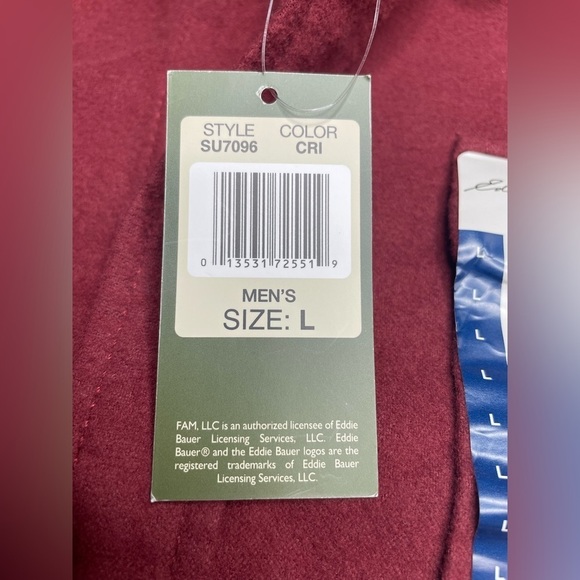 STYLE COLOR
SU7096 CRI
0 13531 72551 9
MEN'S
SIZE: L
FAM, LLC is an authorized licensee of Eddie
Bauer Licensing Services, LLC. Eddie
Bauer® and the Eddie Bauer logos are the
registered trademarks of Eddie Bauer
Licensing Services, LLC.
L
L
L
L
L
L
L
L
L